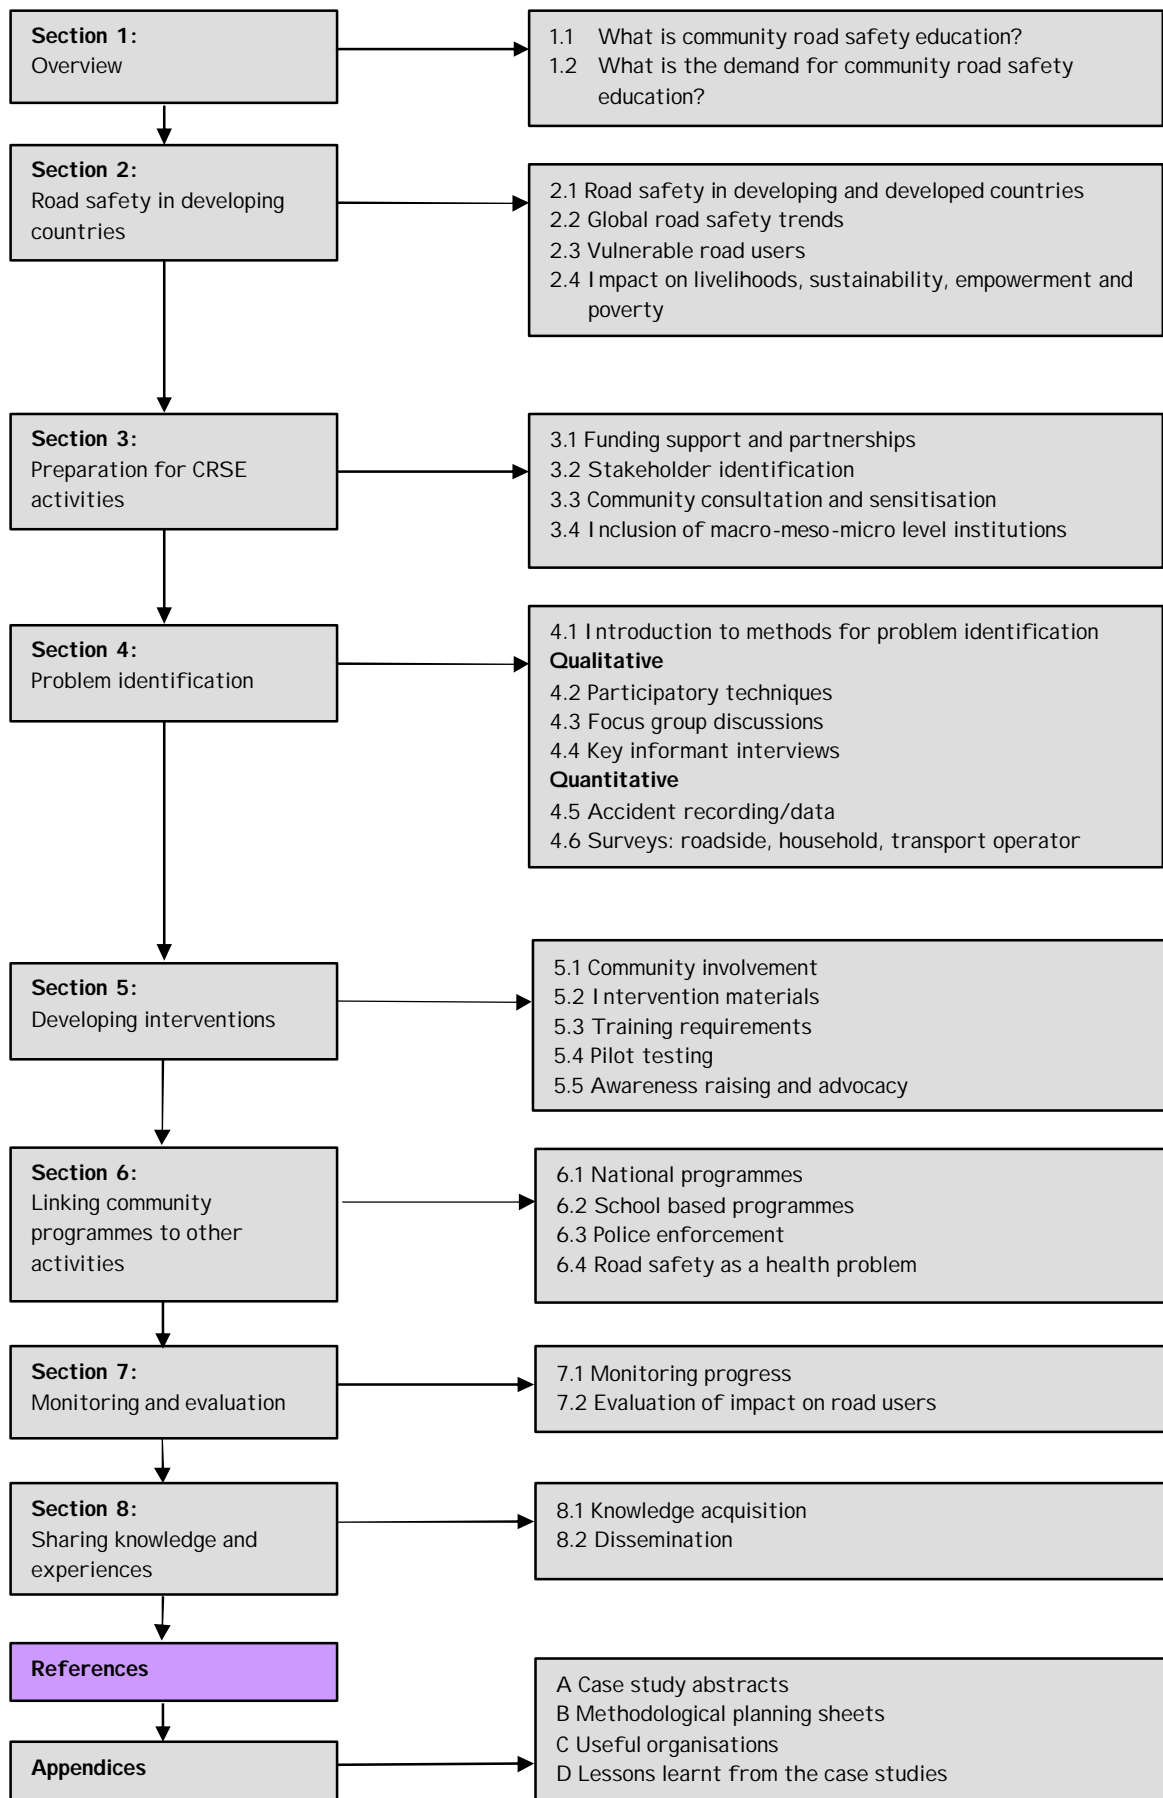 Section 1:
Overview
1.1 What is community road safety education?
1.2 What is the demand for community road safety
education?
Section 2:
Road safety in developing
countries
2.1 Road safety in developing and developed countries
2.2 Global road safety trends
2.3 Vulnerable road users
2.4 Impact on livelihoods, sustainability, empowerment and
poverty
Section 3:
Preparation for CRSE
activities
3.1 Funding support and partnerships
3.2 Stakeholder identification
3.3 Community consultation and sensitisation
3.4 Inclusion of macro-meso-micro level institutions
Section 4:
Problem identification
4.1 Introduction to methods for problem identification
Qualitative
4.2 Participatory techniques
4.3 Focus group discussions
4.4 Key informant interviews
Quantitative
4.5 Accident recording/data
4.6 Surveys: roadside, household, transport operator
Section 5:
Developing interventions
5.1 Community involvement
5.2 Intervention materials
5.3 Training requirements
5.4 Pilot testing
5.5 Awareness raising and advocacy
Section 6:
Linking community
programmes to other
activities
6.1 National programmes
6.2 School based programmes
6.3 Police enforcement
6.4 Road safety as a health problem
Section 7:
Monitoring and evaluation
7.1 Monitoring progress
7.2 Evaluation of impact on road users
Section 8:
Sharing knowledge and
experiences
8.1 Knowledge acquisition
8.2 Dissemination
References
Appendices
A Case study abstracts
B Methodological planning sheets
C Useful organisations
D Lessons learnt from the case studies